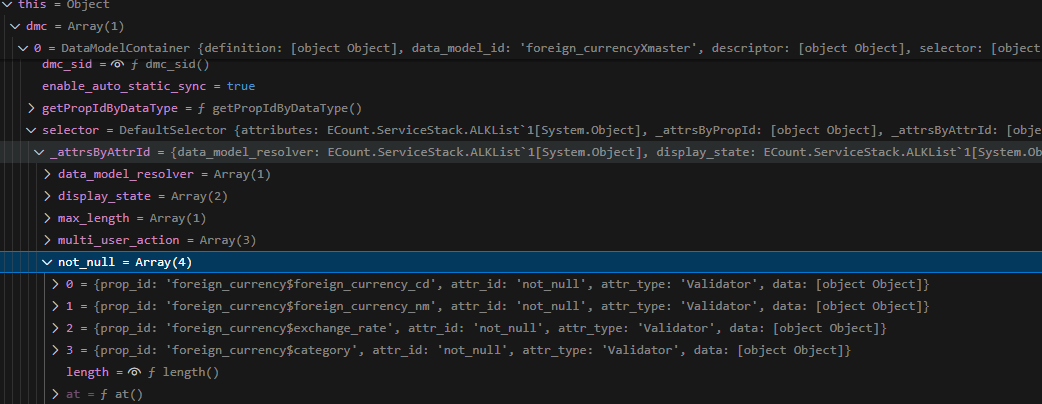 this = Object
dmc = Array(1)
0 = DataModelContainer {definition: [object Object], data_model_id: 'foreign_currencyXmaster', descriptor: [object Object], selector: [object
dmc_sid = ƒ dmc_sid()
enable_auto_static_sync = true
getPropIdByDataType = ƒ getPropIdByDataType()
selector = DefaultSelector {attributes: ECount.ServiceStack.ALKList`1[System.Object], _attrsByPropId: [object Object], _attrsByAttrId: [obje
_attrsByAttrId = {data_model_resolver: ECount.ServiceStack.ALKList`1[System.Object], display_state: ECount.ServiceStack.ALKList`1[System.Ob
data_model_resolver = Array(1)
display_state = Array(2)
max_length = Array(1)
multi_user_action = Array(3)
not_null = Array(4)
0 = {prop_id: 'foreign_currency$foreign_currency_cd', attr_id: 'not_null', attr_type: 'Validator', data: [object Object]}
1 = {prop_id: 'foreign_currency$foreign_currency_nm', attr_id: 'not_null', attr_type: 'Validator', data: [object Object]}
2 = {prop_id: 'foreign_currency$exchange_rate', attr_id: 'not_null', attr_type: 'Validator', data: [object Object]}
3 = {prop_id: 'foreign_currency$category', attr_id: 'not_null', attr_type: 'Validator', data: [object Object]}
length = ƒ length()
at = ƒ at()